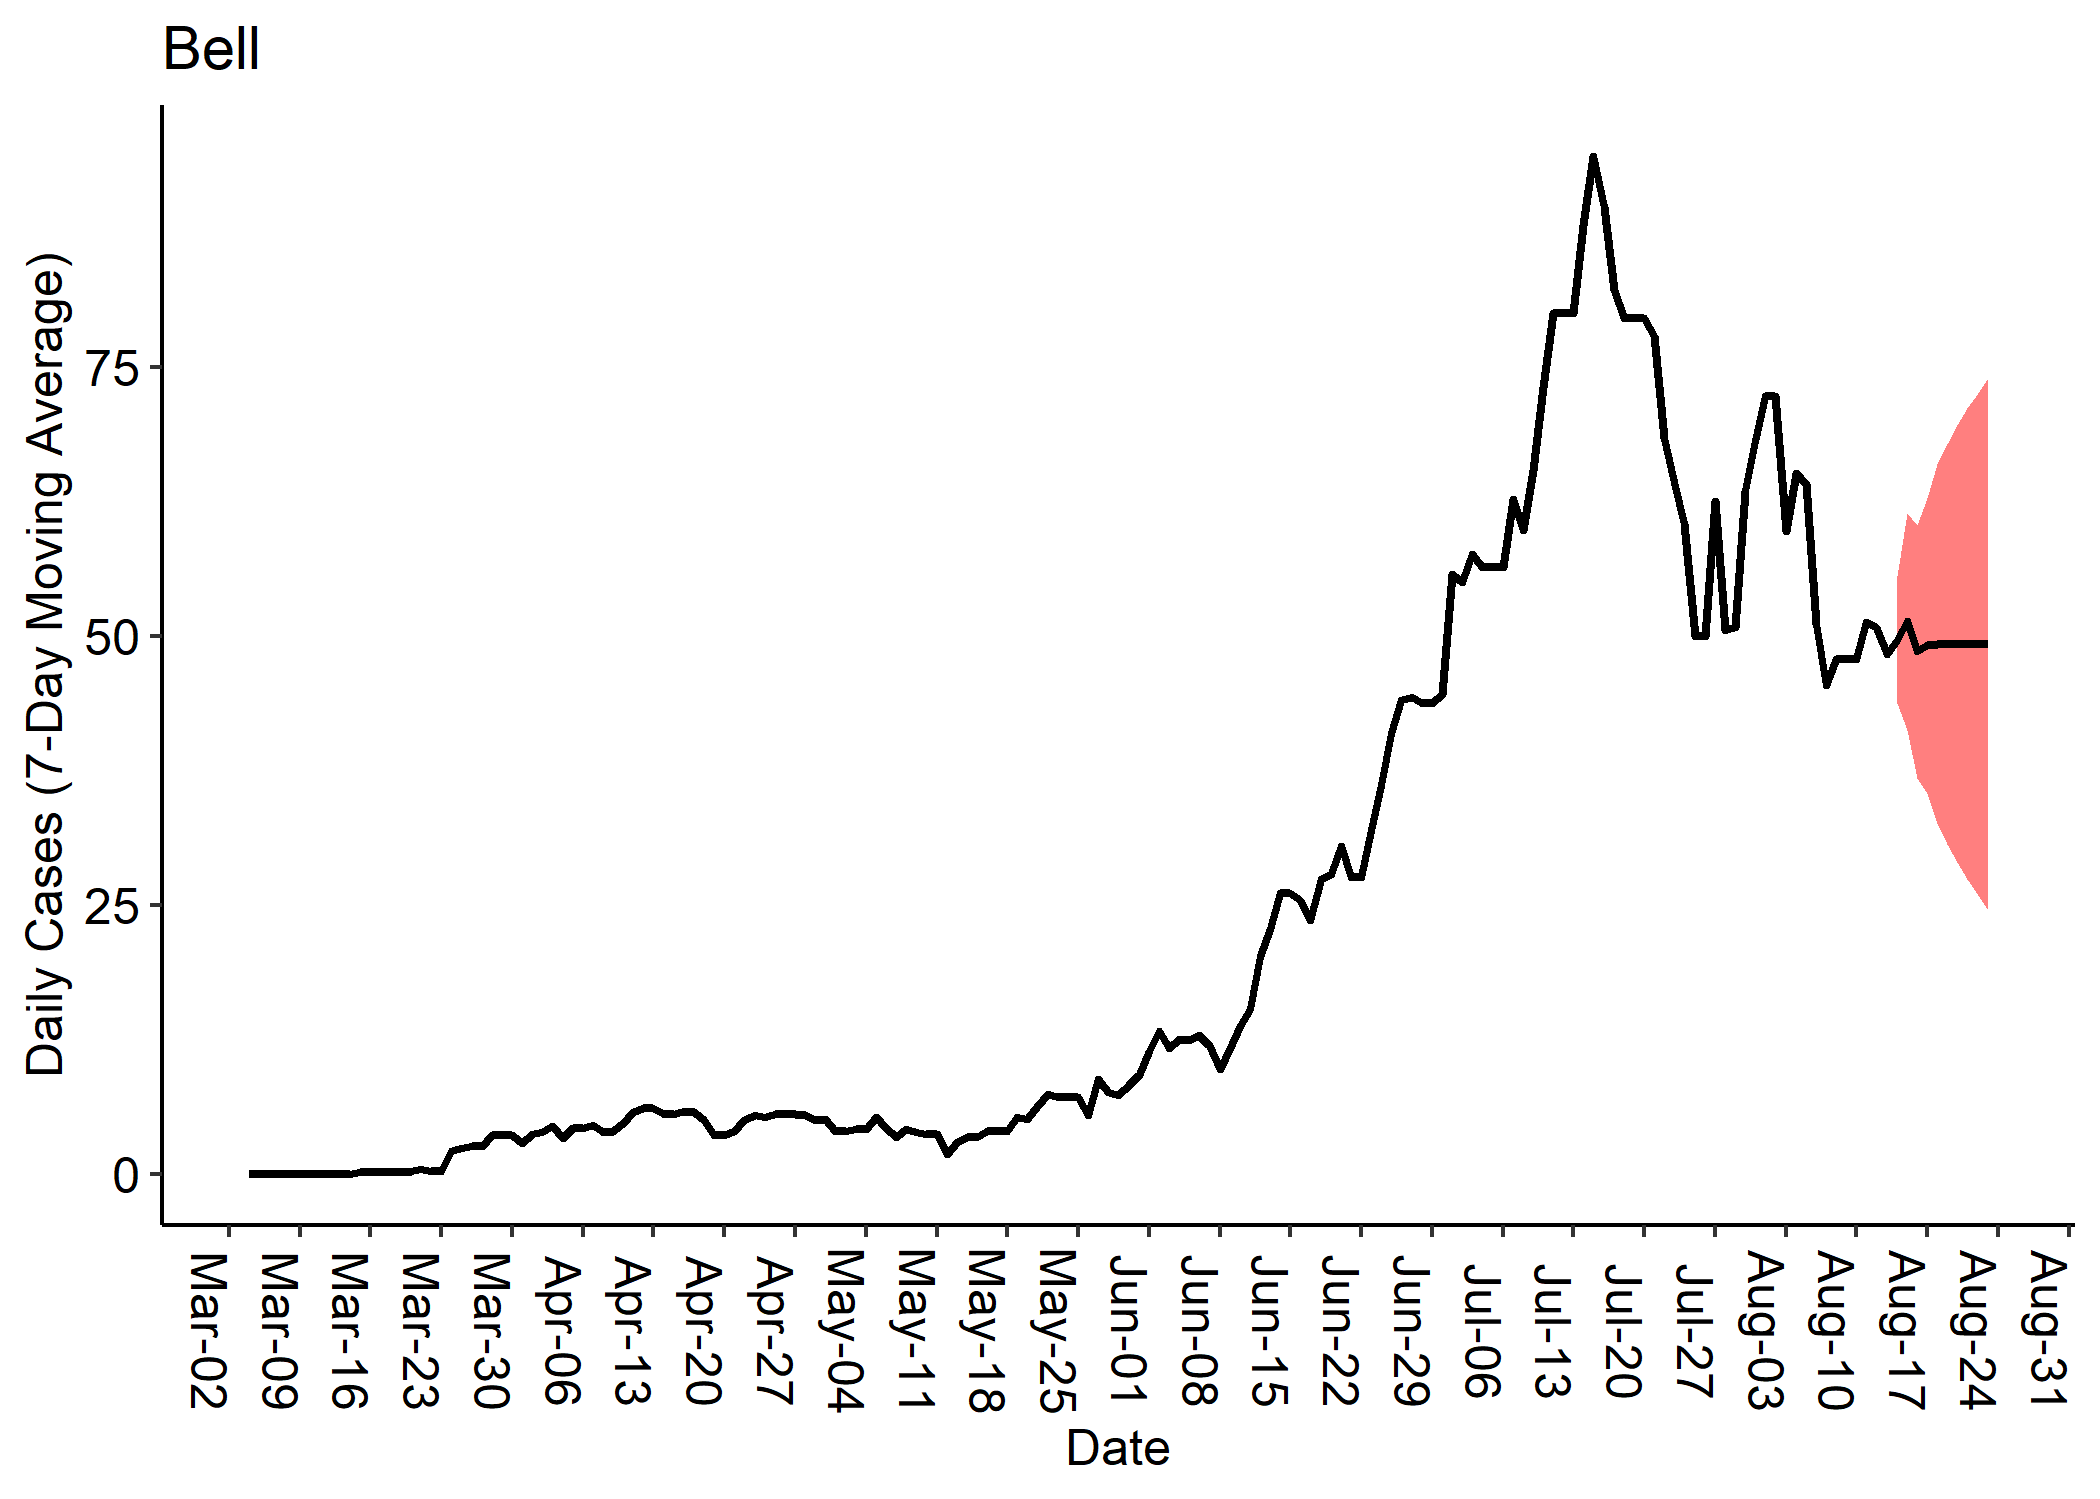 Bell
Daily Cases (7-Day Moving Average)
75
50
25
0
Mar-02
Mar-09
Mar-16
Mar-23
Mar-30
Apr-06
Apr-13
Apr-20
Apr-27
May-04
May-11
May-18
May-25
Jun-01
Jun-08
Jun-15
Jun-22
Jun-29
Jul-06
Jul-13
Jul-20
Jul-27
Aug-03
Aug-10
Aug-17
Aug-24
Aug-31
Date